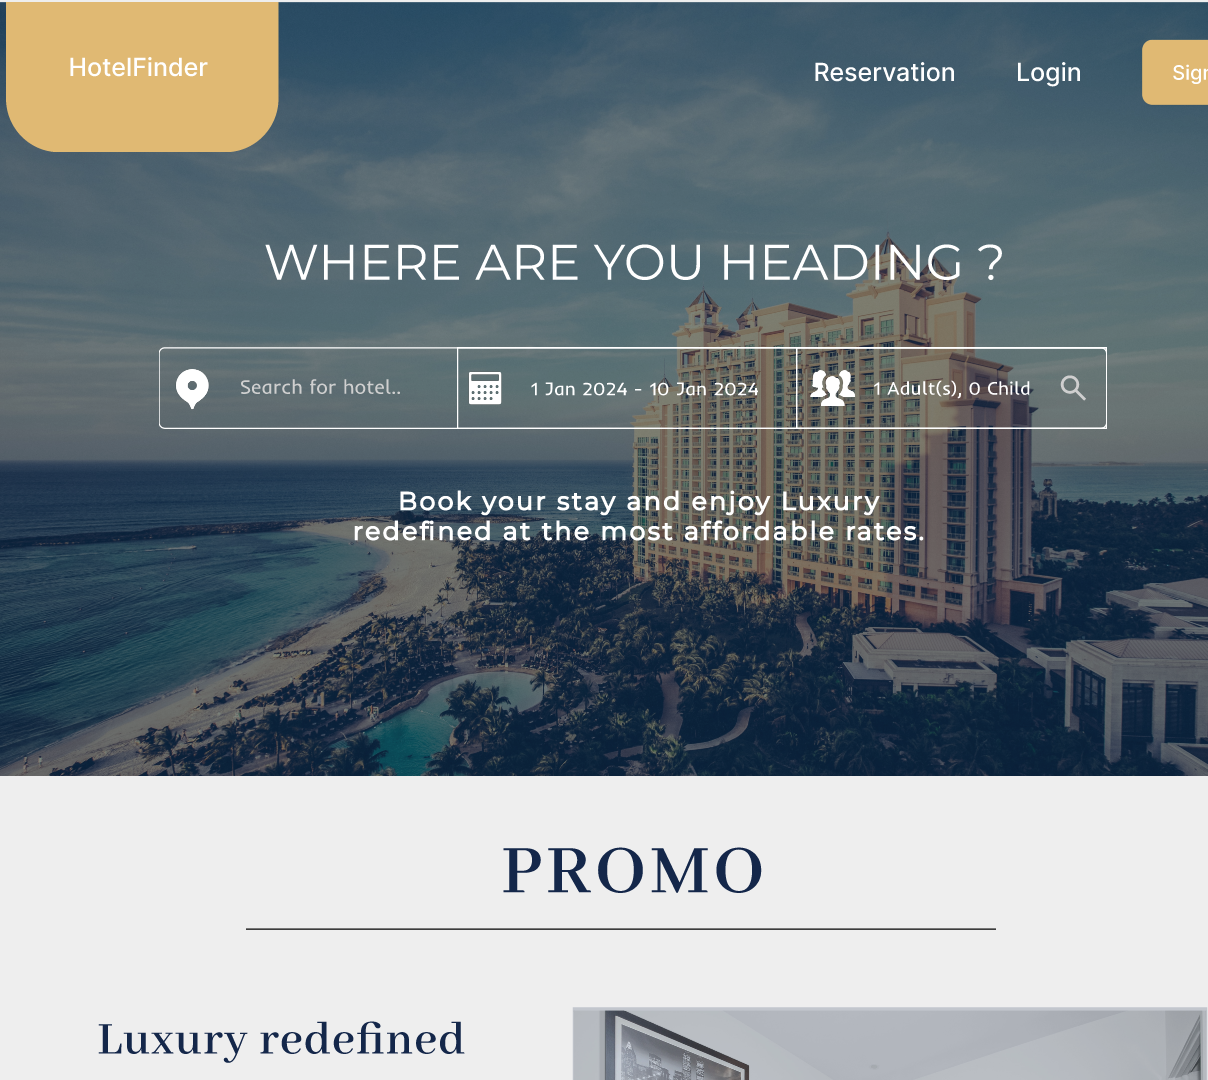 HotelFinder
Reservation
Login
Sign
WHERE ARE YOU HEADING ?
Search for hotel..
1 Jan 2024 - 10 Jan 2024
1 Adult(s), 0 Child
Book your stay and enjoy Luxury
redefined at the most affordable rates.
PROMO
Luxury redefined